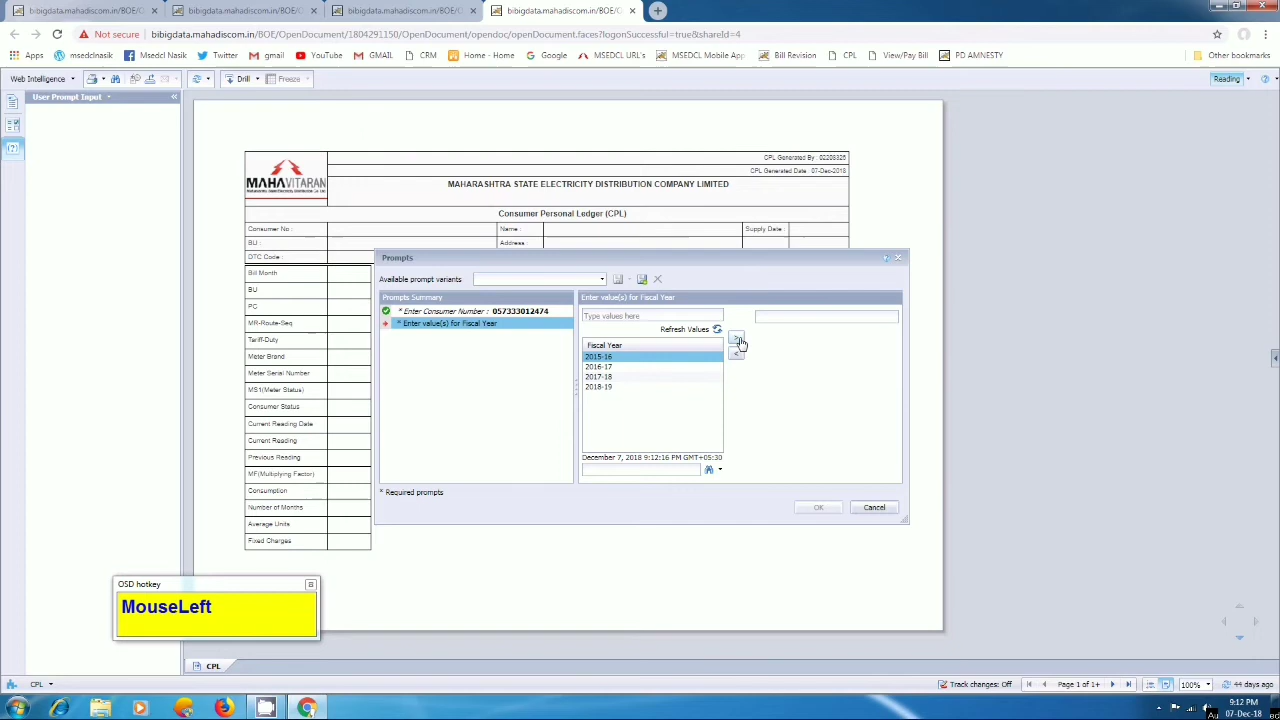 bibigdata.mahadiscom.in/BOE/
bibigdata.mahadiscom.in/BOE/C
bibigdata.mahadiscom.in/BOE/
bibigdata.mahadiscom.in/BOE/C
Not secure
bibigdata.mahadiscom.in/BOE/OpenDocument/1804291150/OpenDocument/opendoc/openDocument.faces?logonSuccessful=true&shareId=4
Apps
msedclnasik
Msedcl Nasik
Twitter
gmail
YouTube
GMAIL
CRM
Home - Home
Google
MSEDCL URL's
MSEDCL Mobile App
Bill Revision
CPL
View/Pay Bill
PD AMNESTY
Other bookmarks
Web Intelligence
Drill
Freeze
Reading
User Prompt Input
CPL Generated By : 02208326
CPL Generated Date : 07-Dec-2018
MAHAVITARAN
MAHARASHTRA STATE ELECTRICITY DISTRIBUTION COMPANY LIMITED
Consumer Personal Ledger (CPL)
Consumer No :
Name :
Supply Date :
BU :
Address :
DTC Code :
Bill Month
BU
PC
MR-Route-Seq
Tariff-Duty
Meter Brand
Meter Serial Number
MS1(Meter Status)
Consumer Status
Current Reading Date
Current Reading
Previous Reading
MF(Multiplying Factor)
Consumption
Number of Months
Average Units
Fixed Charges
Prompts
Available prompt variants
Prompts Summary
* Enter Consumer Number : 057333012474
* Enter value(s) for Fiscal Year
Enter value(s) for Fiscal Year
Type values here
Refresh Values
>
<
Fiscal Year
2015-16
2016-17
2017-18
2018-19
December 7, 2018 9:12:16 PM GMT+05:30
* Required prompts
OK
Cancel
OSD hotkey
MouseLeft
CPL
CPL
Track changes: Off
Page 1 of 1+
100%
44 days ago
9:12 PM
07-Dec-18